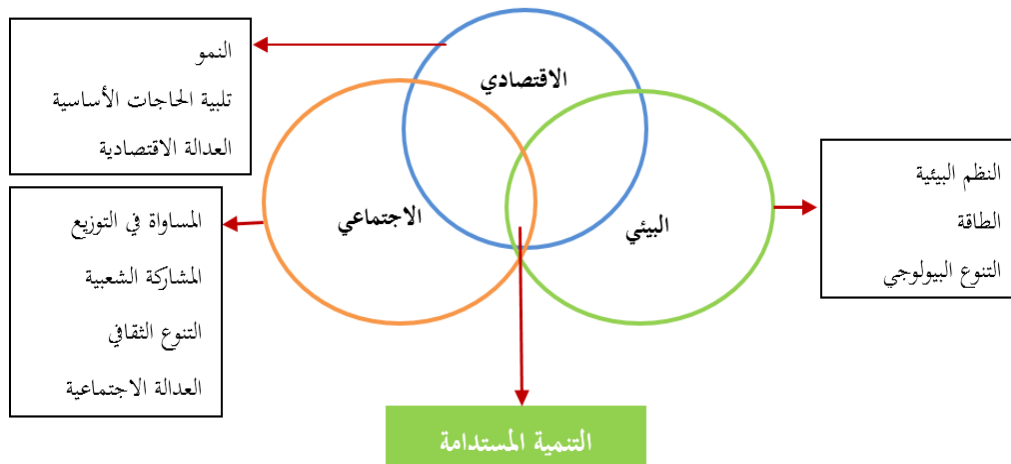 الاقتصادي
النمو
تلبية الحاجات الأساسية
العدالة الاقتصادية
البيئي
النظم البيئية
الطاقة
التنوع البيولوجي
الاجتماعي
المساواة في التوزيع
المشاركة الشعبية
التنوع الثقافي
العدالة الاجتماعية
التنمية المستدامة